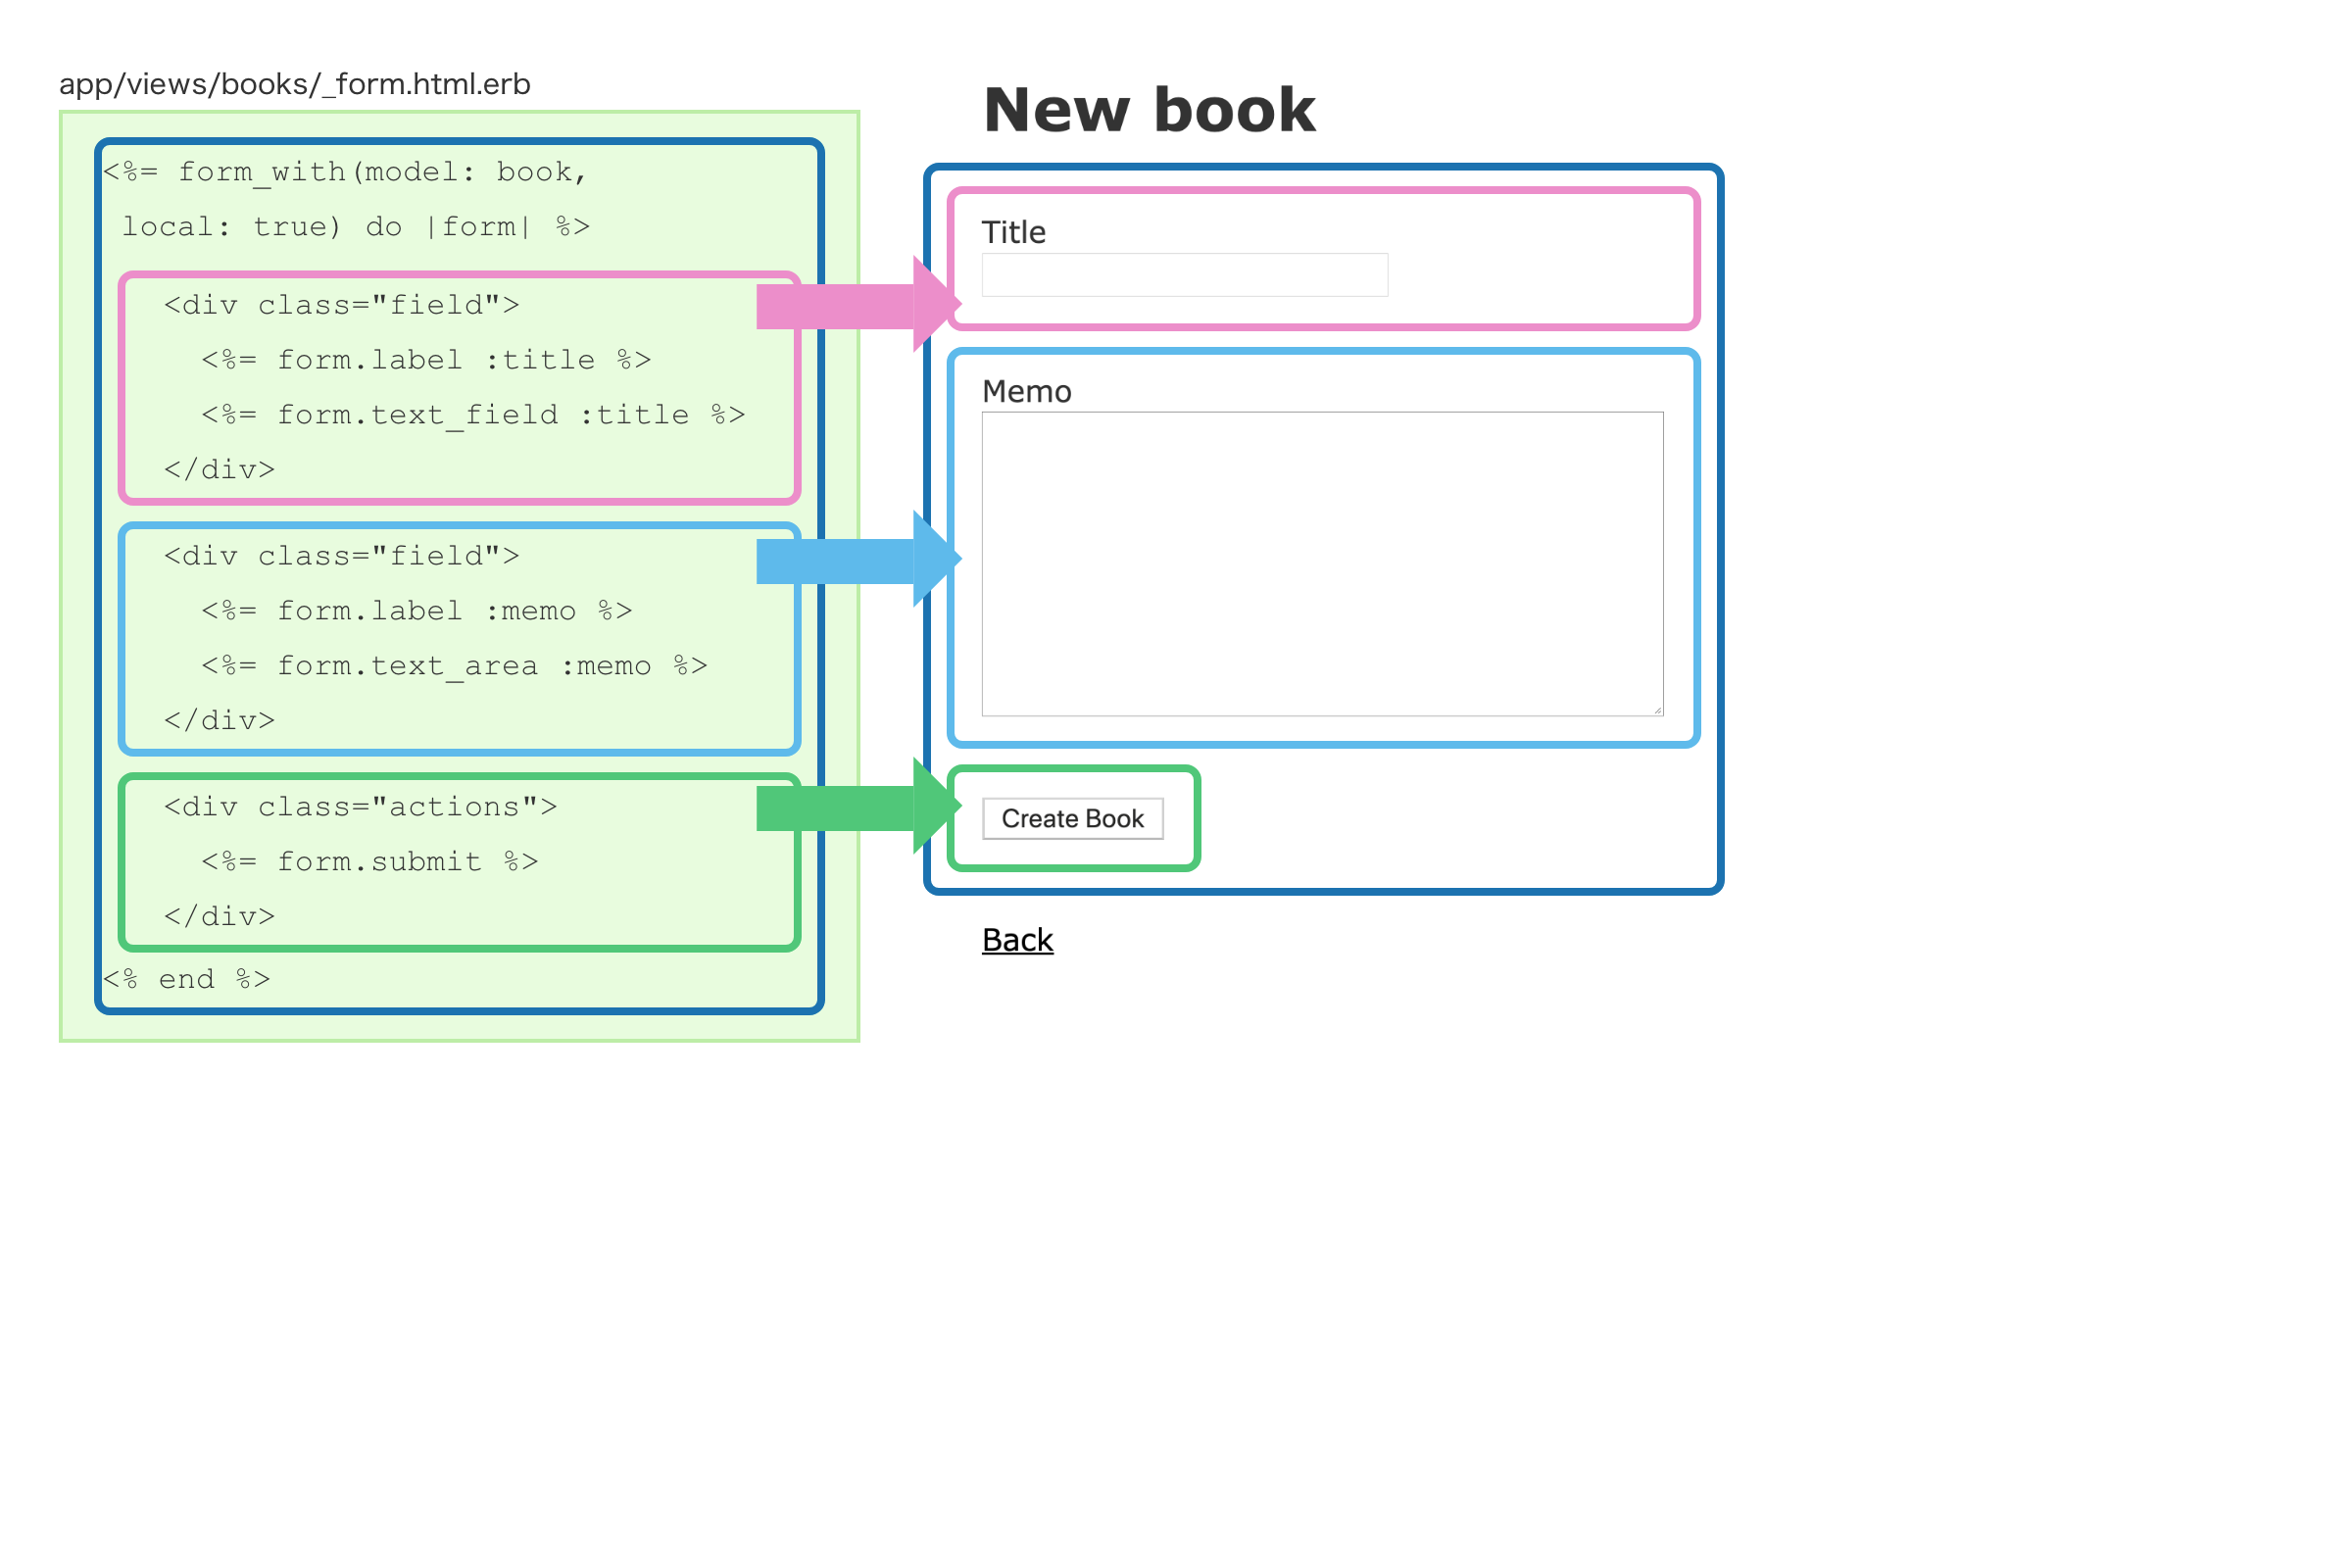 app/views/books/_form.html.erb
<%= form_with(model: book,
local: true) do |form| %>
<div class="field">
<%= form.label :title %>
<%= form.text_field :title %>
</div>
<div class="field">
<%= form.label :memo %>
<%= form.text_area :memo %>
</div>
<div class="actions">
<%= form.submit %>
</div>
<% end %>
New book
Title
Memo
Create Book
Back